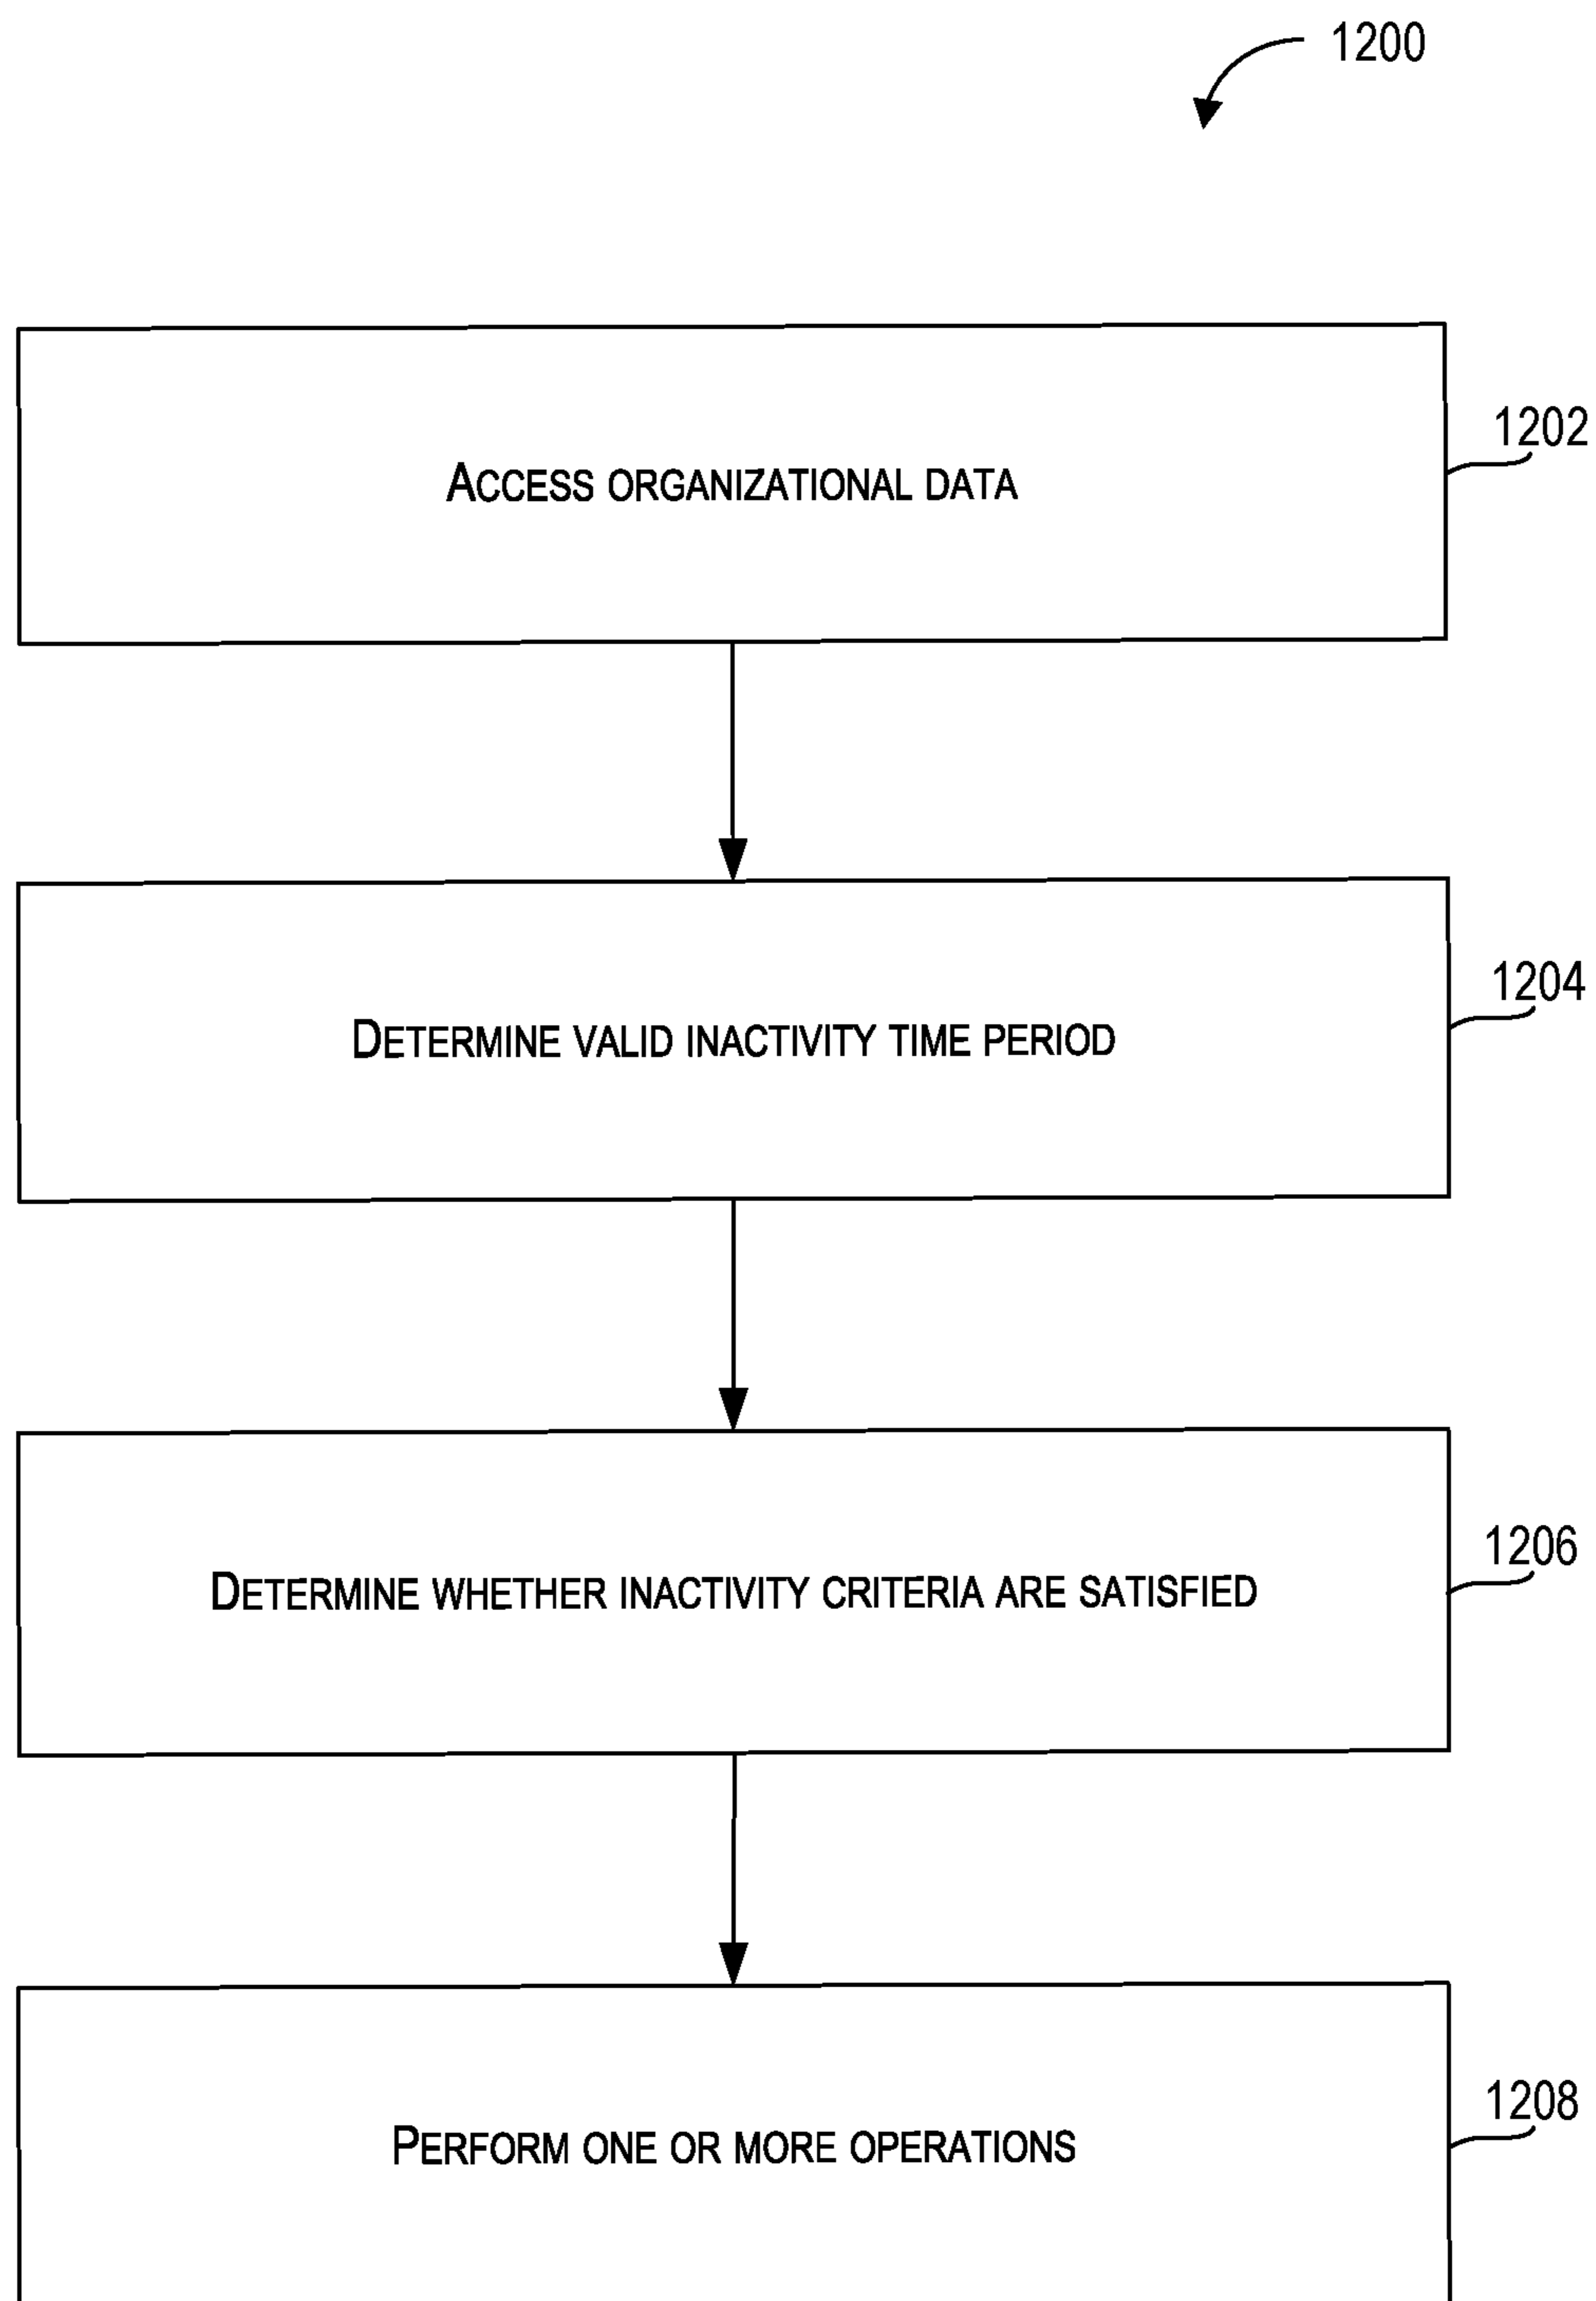 1200
ACCESS ORGANIZATIONAL DATA
1202
DETERMINE VALID INACTIVITY TIME PERIOD
1204
DETERMINE WHETHER INACTIVITY CRITERIA ARE SATISFIED
1206
PERFORM ONE OR MORE OPERATIONS
1208